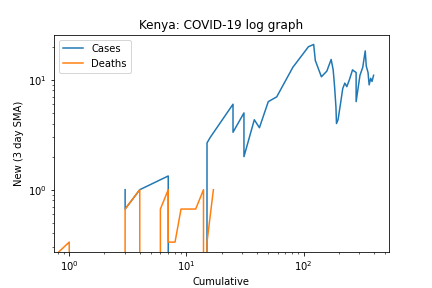 Kenya: COVID-19 log graph
Cases
Deaths
New (3 day SMA)
10¹
10⁰
10⁰
10¹
10²
Cumulative